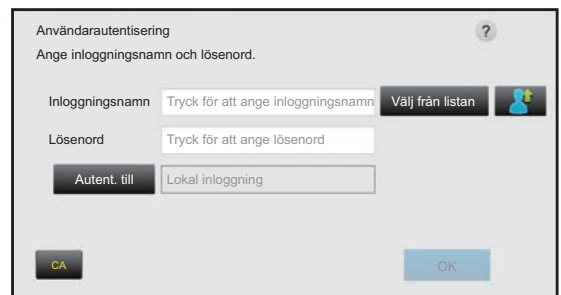 Användarautentisering
?
Ange inloggningsnamn och lösenord.
Inloggningsnamn Tryck för att ange inloggningsnamn Välj från listan
Lösenord Tryck för att ange lösenord
Autent. till Lokal inloggning
CA OK